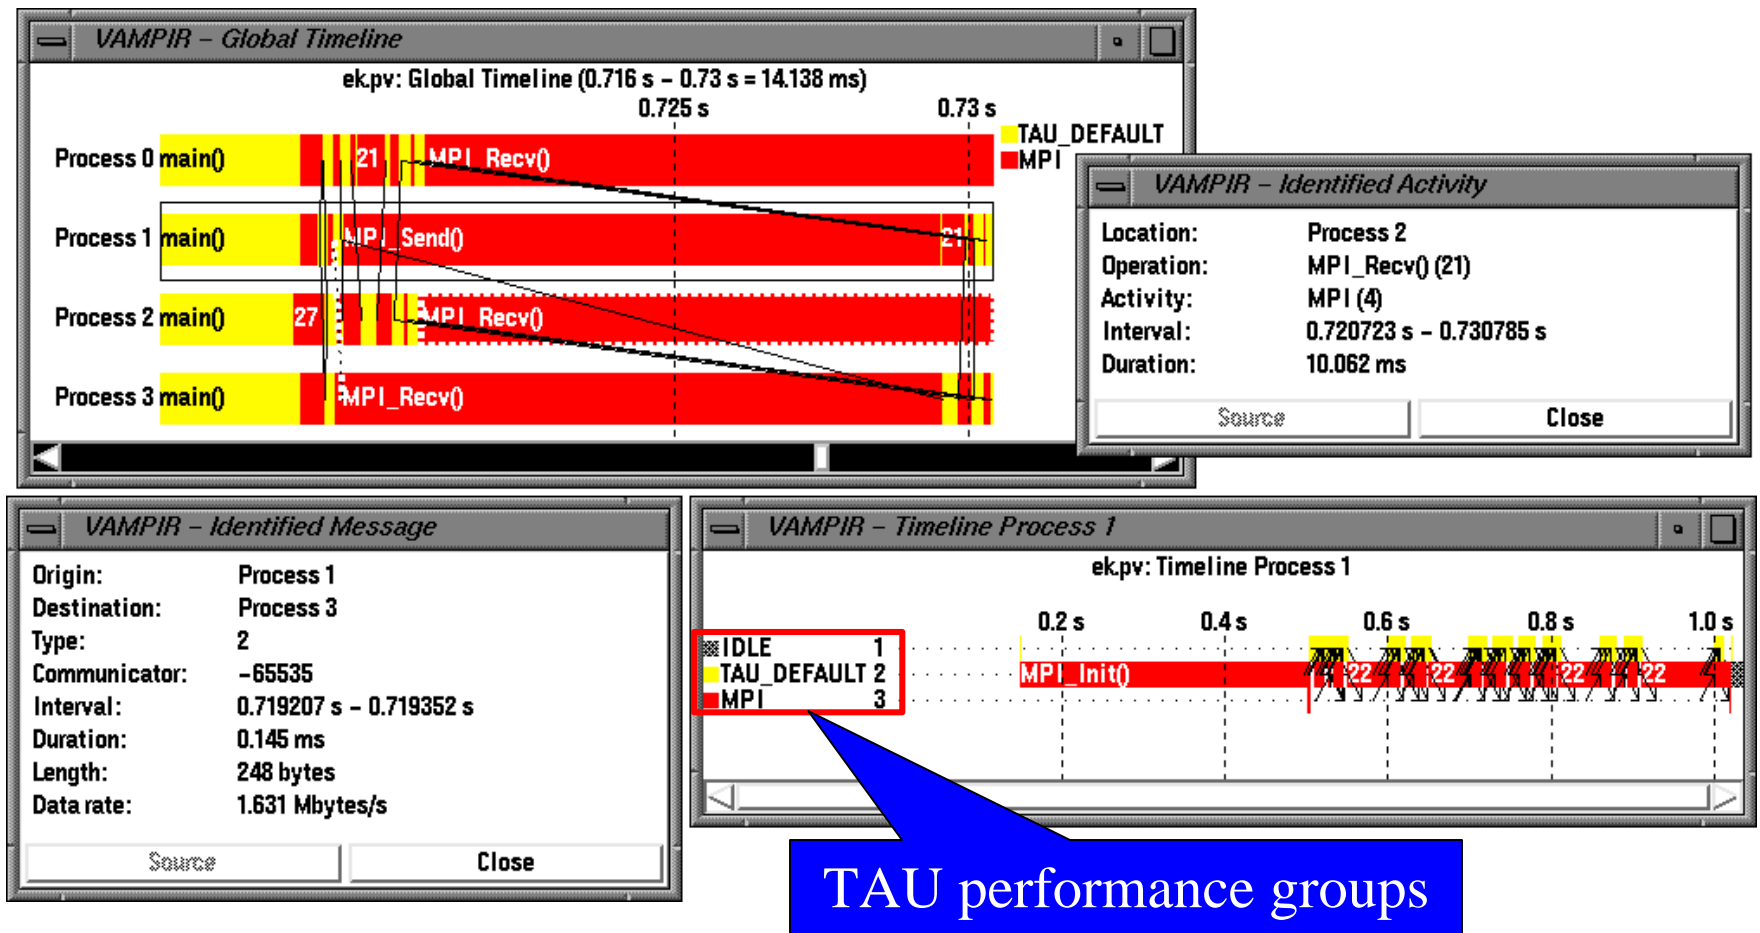 VAMPIR – Global Timeline
ek.pv: Global Timeline (0.716 s – 0.73 s = 14.138 ms)
0.725 s 0.73 s
TAU_DEFAULT
MPI
Process 0 main() 21 MPI_Recv()
Process 1 main() MPI_Send() 21
Process 2 main() 27 MPI_Recv()
Process 3 main() MPI_Recv()
VAMPIR – Identified Activity
Location: Process 2
Operation: MPI_Recv() (21)
Activity: MPI (4)
Interval: 0.720723 s – 0.730785 s
Duration: 10.062 ms
Source Close
VAMPIR – Identified Message
Origin: Process 1
Destination: Process 3
Type: 2
Communicator: –65535
Interval: 0.719207 s – 0.719352 s
Duration: 0.145 ms
Length: 248 bytes
Data rate: 1.631 Mbytes/s
Source Close
VAMPIR – Timeline Process 1
ek.pv: Timeline Process 1
0.2 s 0.4 s 0.6 s 0.8 s 1.0 s
IDLE 1
TAU_DEFAULT 2 MPI_Init() 22 22 22 22
MPI 3
TAU performance groups